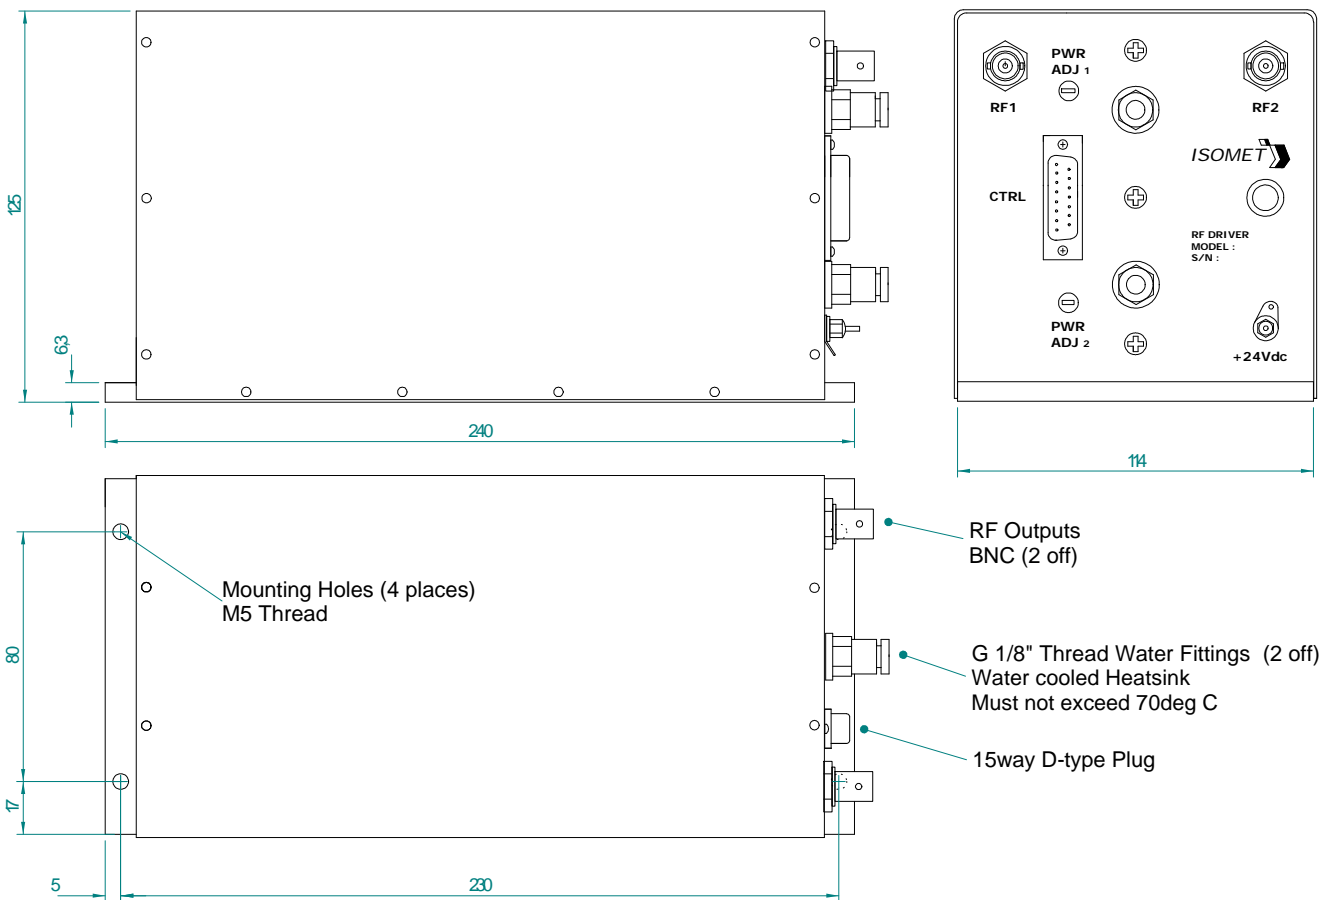 125
6,3
240
PWR
ADJ 1
RF1
RF2
ISOMET
CTRL
RF DRIVER
MODEL :
S/N :
PWR
ADJ 2
+24Vdc
114
RF Outputs
BNC (2 off)
Mounting Holes (4 places)
M5 Thread
80
G 1/8" Thread Water Fittings (2 off)
Water cooled Heatsink
Must not exceed 70deg C
15way D-type Plug
17
5
230